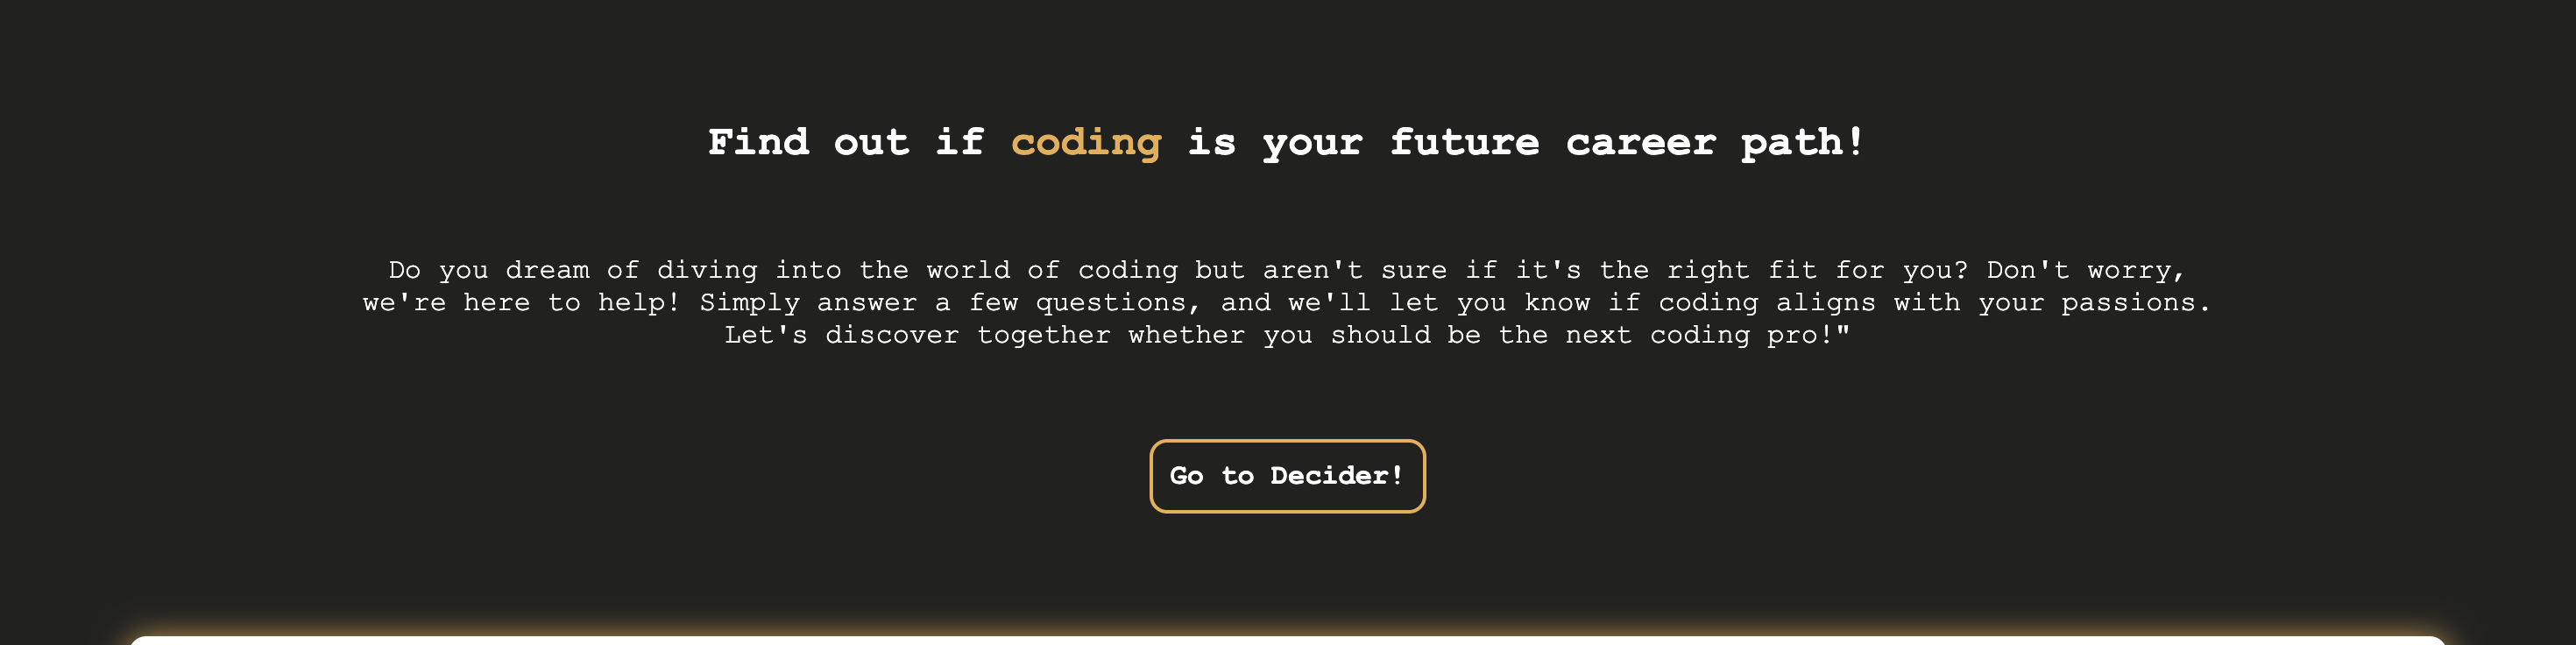 Find out if coding is your future career path!
Do you dream of diving into the world of coding but aren't sure if it's the right fit for you? Don't worry,
we're here to help! Simply answer a few questions, and we'll let you know if coding aligns with your passions.
Let's discover together whether you should be the next coding pro!"
Go to Decider!